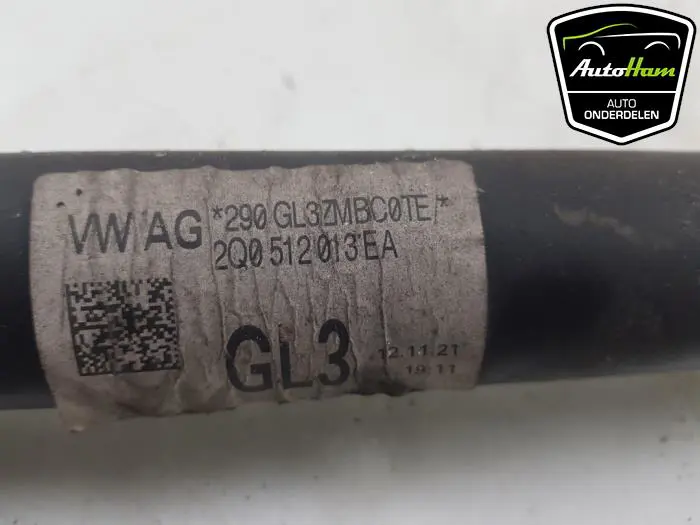 AutoHam
AUTO
ONDERDELEN
VW AG
*290 GL3ZMBC0TE*
2Q0 512 013 EA
GL3
12.11.21
19:11